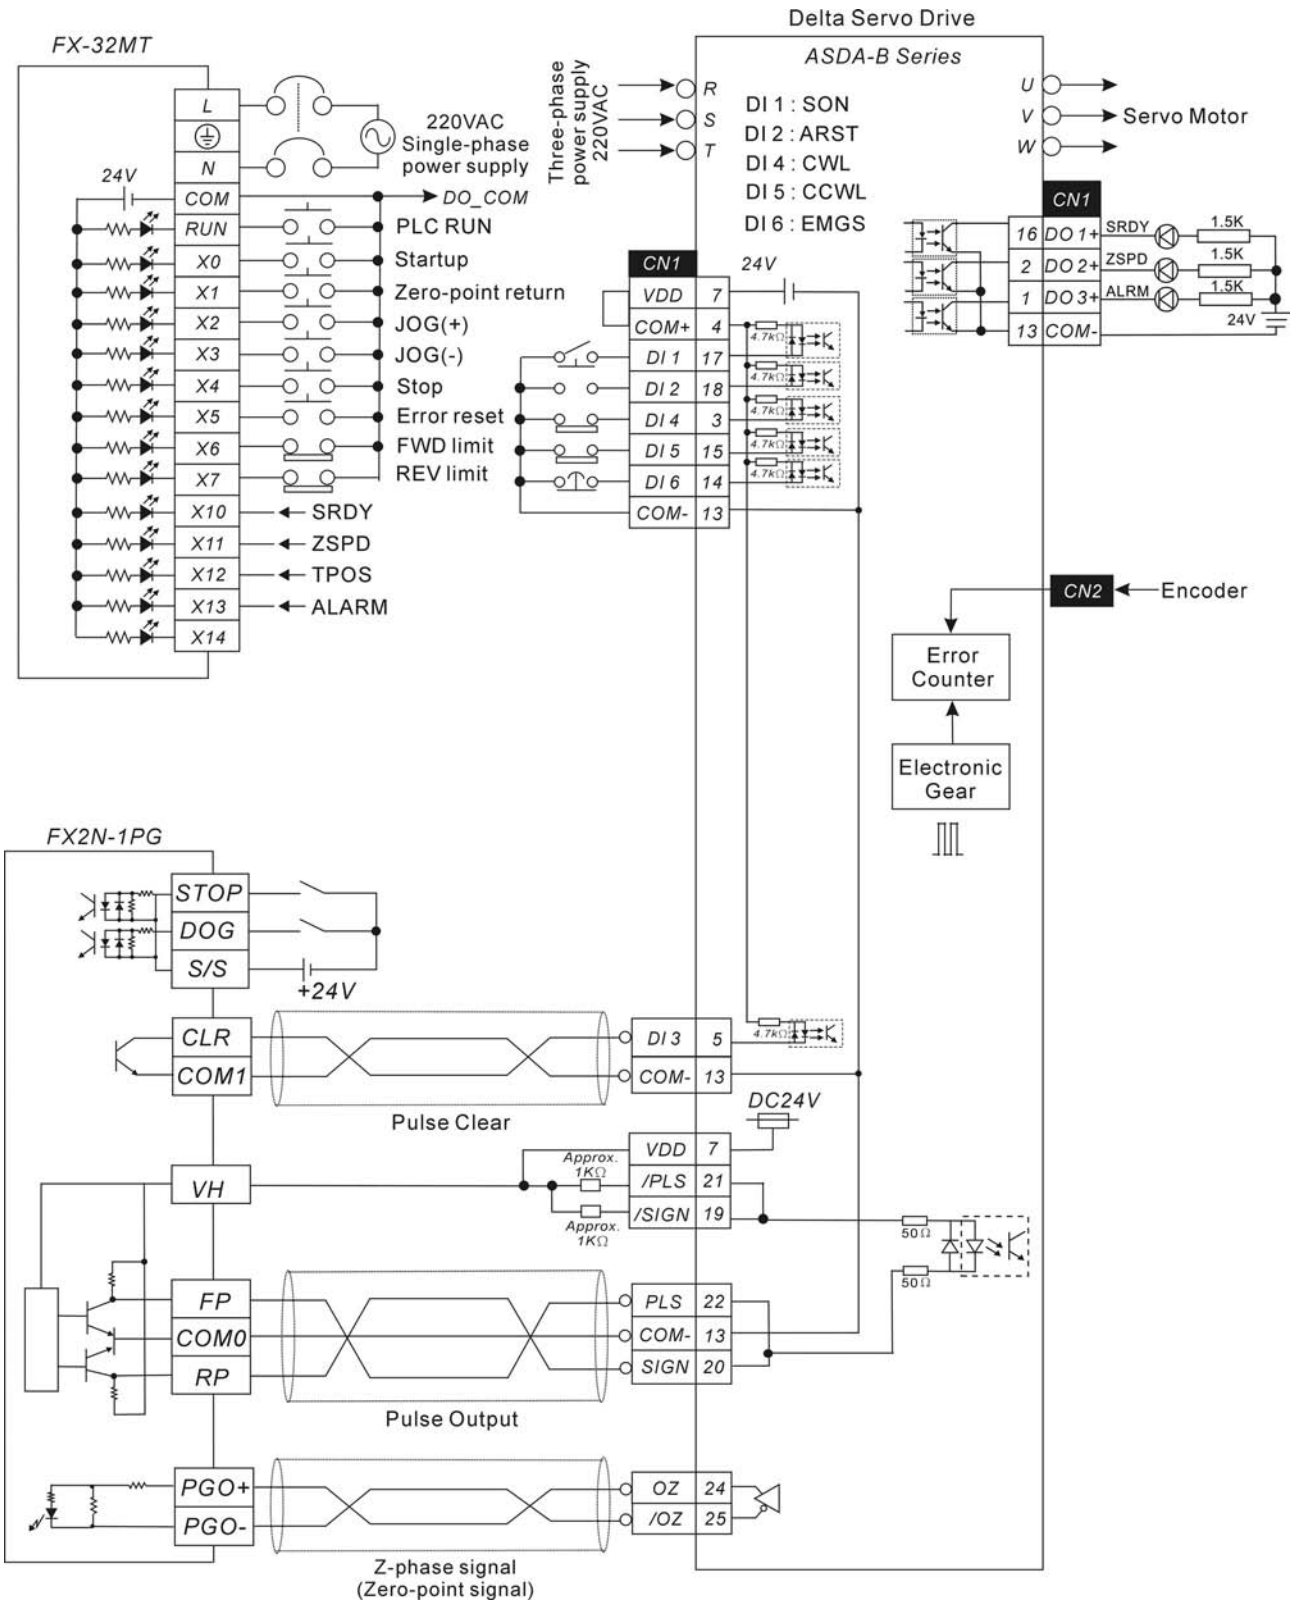 Delta Servo Drive
FX-32MT
ASDA-B Series
L
N
220VAC
Single-phase
power supply
24V
COM
DO_COM
RUN
PLC RUN
X0
Startup
X1
Zero-point return
X2
JOG(+)
X3
JOG(-)
X4
Stop
X5
Error reset
X6
FWD limit
X7
REV limit
X10
SRDY
X11
ZSPD
X12
TPOS
X13
ALARM
X14
Three-phase
power supply
220VAC
R
S
T
DI 1 : SON
DI 2 : ARST
DI 4 : CWL
DI 5 : CCWL
DI 6 : EMGS
U
V
W
Servo Motor
CN1
16 DO 1+ SRDY 1.5K
2 DO 2+ ZSPD 1.5K
1 DO 3+ ALRM 1.5K
13 COM- 24V
CN1
24V
VDD 7
COM+ 4
4.7kΩ
DI 1 17
4.7kΩ
DI 2 18
4.7kΩ
DI 4 3
4.7kΩ
DI 5 15
4.7kΩ
DI 6 14
COM- 13
CN2
Encoder
Error
Counter
Electronic
Gear
FX2N-1PG
STOP
DOG
S/S
+24V
CLR
COM1
Pulse Clear
DI 3 5
4.7kΩ
COM- 13
DC24V
VH
Approx.
1KΩ
Approx.
1KΩ
VDD 7
/PLS 21
/SIGN 19
50Ω
50Ω
FP
COM0
RP
Pulse Output
PLS 22
COM- 13
SIGN 20
PGO+
PGO-
OZ 24
/OZ 25
Z-phase signal
(Zero-point signal)